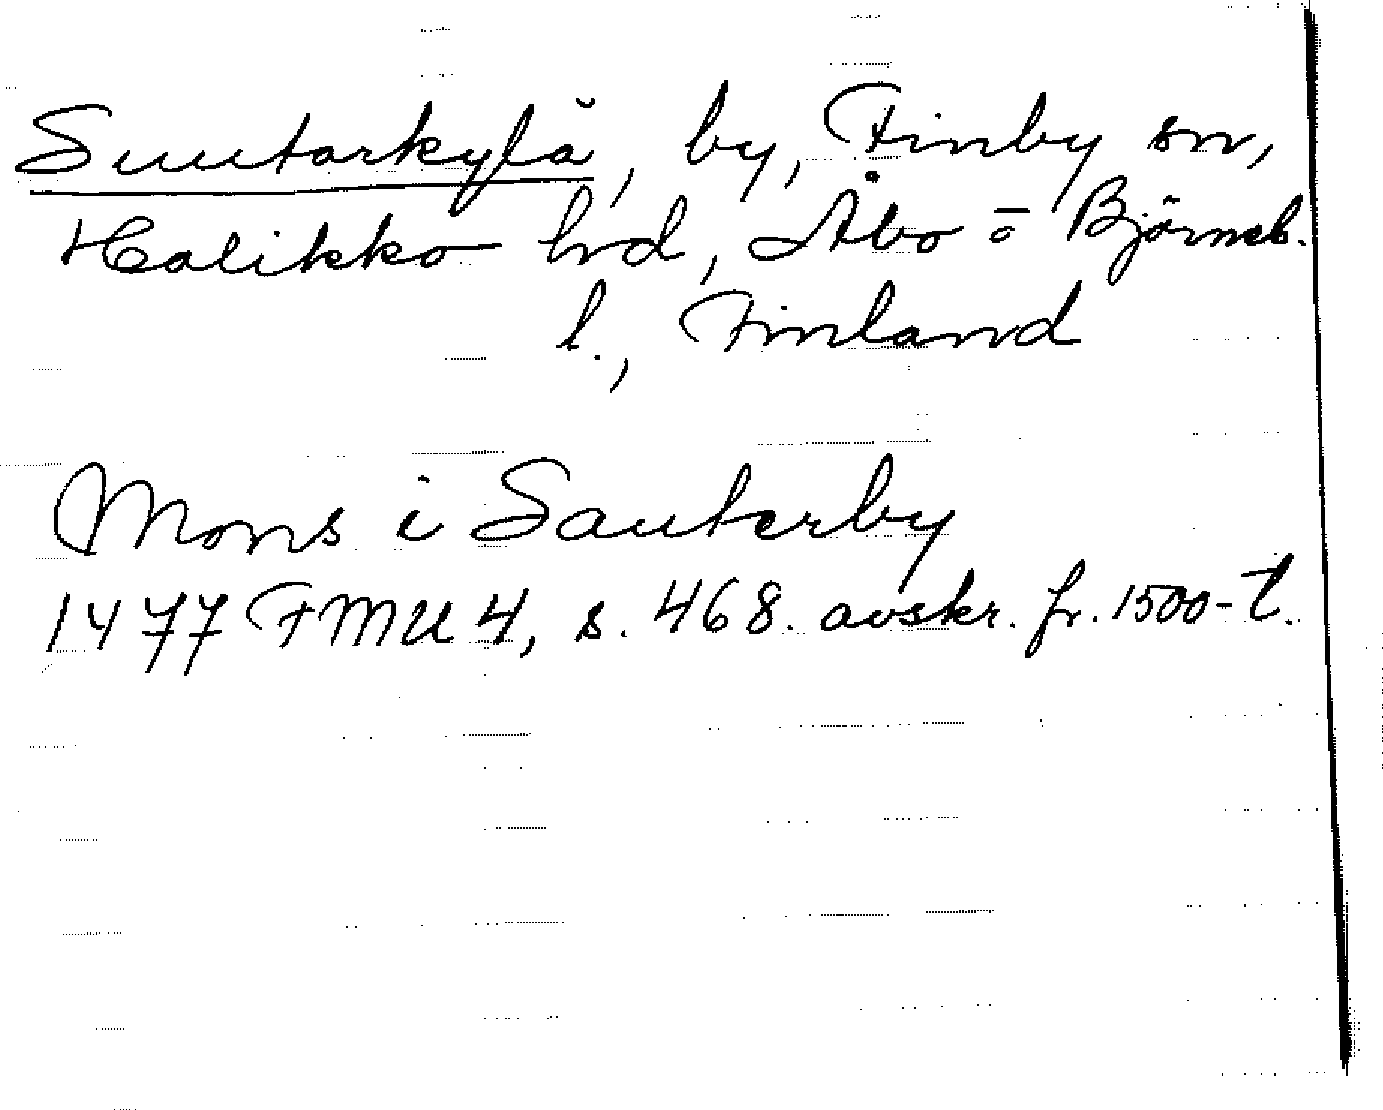 Suutarkylä, by, Finby sn,
Halikko hd, Åbo o Björneb.
l., Finland
Mons i Sauterby
1477 FMU 4, s. 468. avskr. fr. 1500-t.